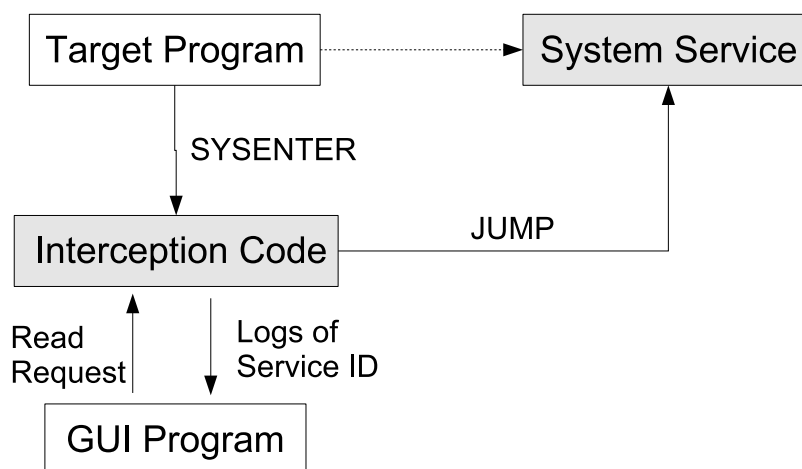 Target Program
System Service
SYSENTER
Interception Code
JUMP
Read
Request
Logs of
Service ID
GUI Program